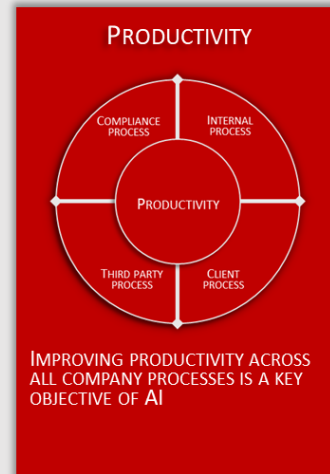 PRODUCTIVITY
COMPLIANCE
PROCESS
INTERNAL
PROCESS
PRODUCTIVITY
THIRD PARTY
PROCESS
CLIENT
PROCESS
IMPROVING PRODUCTIVITY ACROSS
ALL COMPANY PROCESSES IS A KEY
OBJECTIVE OF AI